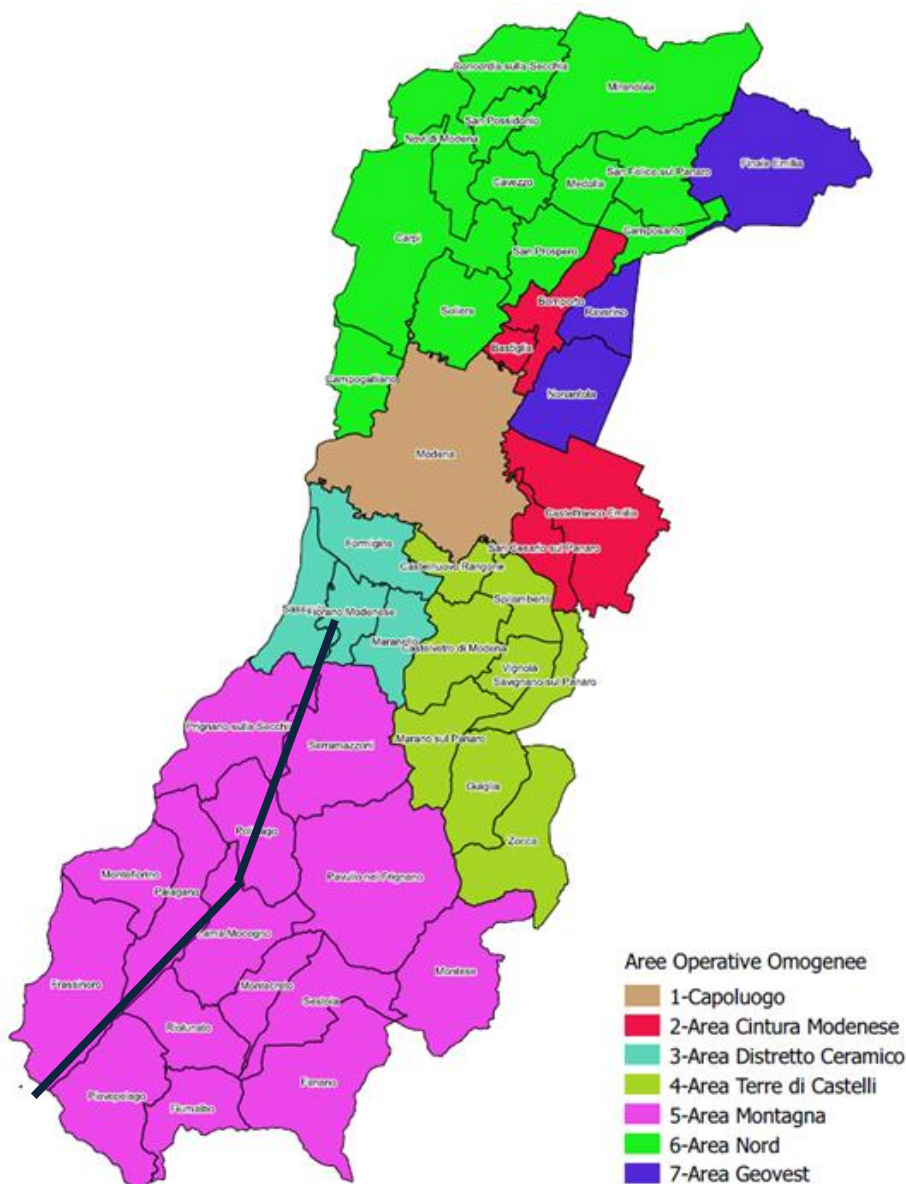 Concordia sulla Secchia
Mirandola
San Possidonio
Novi di Modena
Finale Emilia
San Felice sul Panaro
Cavezzo
Medolla
Camposanto
Carpi
San Prospero
Bomporto
Soliera
Ravarino
Bastiglia
Campogalliano
Nonantola
Modena
Castelfranco Emilia
Formigine
San Cesario sul Panaro
Castelnuovo Rangone
Spilamberto
Fiorano Modenese
Maranello
Castelvetro di Modena
Vignola
Savignano sul Panaro
Prignano sulla Secchia
Marano sul Panaro
Serramazzoni
Guiglia
Polinago
Zocca
Montefiorino
Pavullo nel Frignano
Palagano
Lama Mocogno
Montese
Frassinoro
Montecreto
Sestola
Riolunato
Fanano
Pievepelago
Fiumalbo
Aree Operative Omogenee
1-Capoluogo
2-Area Cintura Modenese
3-Area Distretto Ceramico
4-Area Terre di Castelli
5-Area Montagna
6-Area Nord
7-Area Geovest